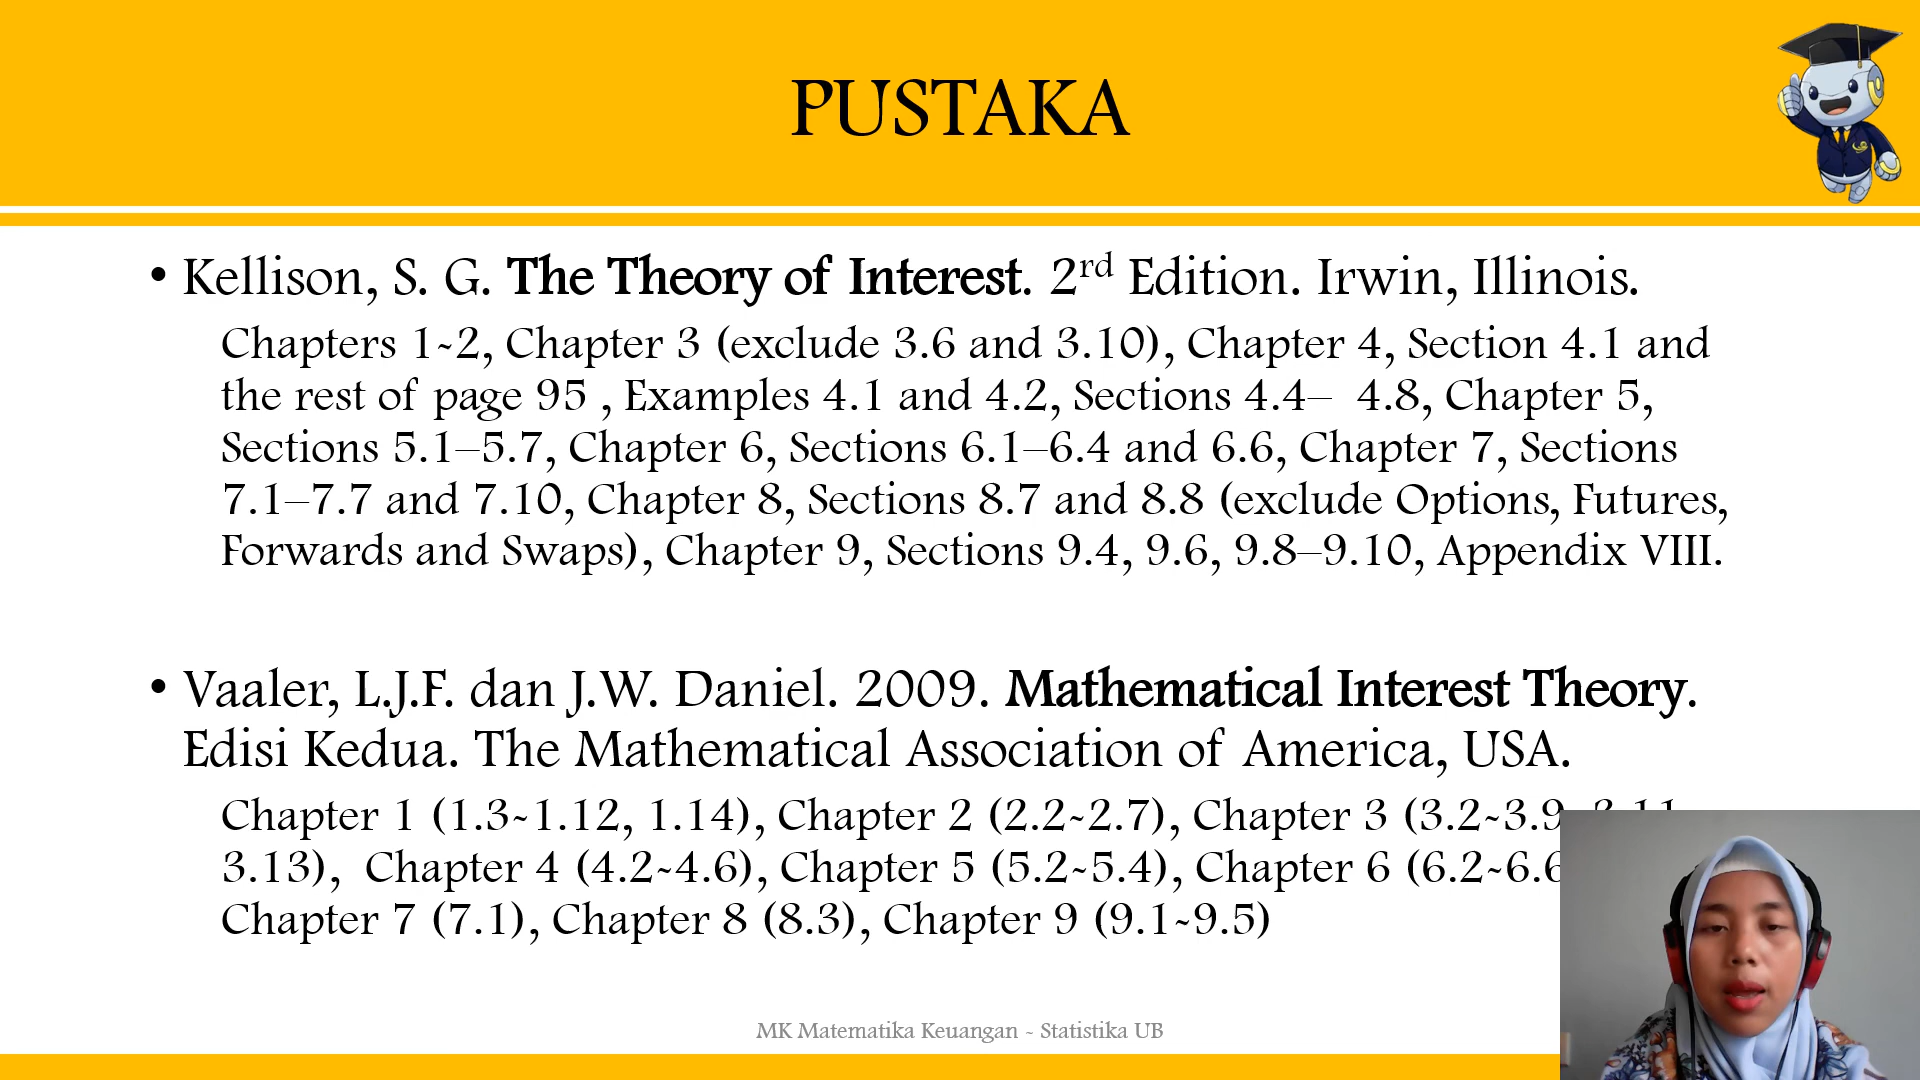 PUSTAKA
• Kellison, S. G. The Theory of Interest. 2rd Edition. Irwin, Illinois.
Chapters 1-2, Chapter 3 (exclude 3.6 and 3.10), Chapter 4, Section 4.1 and
the rest of page 95 , Examples 4.1 and 4.2, Sections 4.4– 4.8, Chapter 5,
Sections 5.1–5.7, Chapter 6, Sections 6.1–6.4 and 6.6, Chapter 7, Sections
7.1–7.7 and 7.10, Chapter 8, Sections 8.7 and 8.8 (exclude Options, Futures,
Forwards and Swaps), Chapter 9, Sections 9.4, 9.6, 9.8–9.10, Appendix VIII.
• Vaaler, L.J.F. dan J.W. Daniel. 2009. Mathematical Interest Theory.
Edisi Kedua. The Mathematical Association of America, USA.
Chapter 1 (1.3-1.12, 1.14), Chapter 2 (2.2-2.7), Chapter 3 (3.2-3.9
3.13), Chapter 4 (4.2-4.6), Chapter 5 (5.2-5.4), Chapter 6 (6.2-6.6
Chapter 7 (7.1), Chapter 8 (8.3), Chapter 9 (9.1-9.5)
MK Matematika Keuangan - Statistika UB